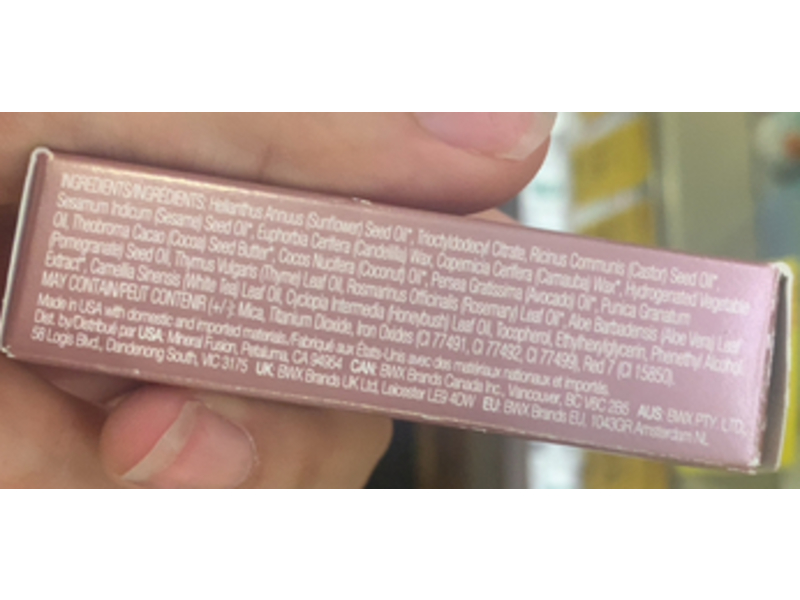 INGREDIENTS/INGRÉDIENTS: Helianthus Annuus (Sunflower) Seed Oil*, Trioctyldodecyl Citrate, Ricinus Communis (Castor) Seed Oil*,
Sesamum Indicum (Sesame) Seed Oil*, Euphorbia Cerifera (Candelilla) Wax, Copernicia Cerifera (Carnauba) Wax*, Hydrogenated Vegetable
Oil, Theobroma Cacao (Cocoa) Seed Butter*, Cocos Nucifera (Coconut) Oil*, Persea Gratissima (Avocado) Oil*, Punica Granatum
(Pomegranate) Seed Oil, Thymus Vulgaris (Thyme) Leaf Oil, Rosmarinus Officinalis (Rosemary) Leaf Oil*, Aloe Barbadensis (Aloe Vera) Leaf
Extract*, Camellia Sinensis (White Tea) Leaf Oil, Cyclopia Intermedia (Honeybush) Leaf Oil, Tocopherol, Ethylhexylglycerin, Phenethyl Alcohol.
MAY CONTAIN/PEUT CONTENIR (+/-): Mica, Titanium Dioxide, Iron Oxides (CI 77491, CI 77492, CI 77499), Red 7 (CI 15850).
Made in USA with domestic and imported materials./Fabriqué aux États-Unis avec des matériaux nationaux et importés.
Dist. by/Distribué par USA: Mineral Fusion, Petaluma, CA 94954 CAN: BWX Brands Canada Inc., Vancouver, BC V6C 2B5 AUS: BWX PTY. LTD.,
56 Logis Blvd., Dandenong South, VIC 3175 UK: BWX Brands UK Ltd, Leicester LE9 4DW EU: BWX Brands EU, 1043GR Amsterdam NL